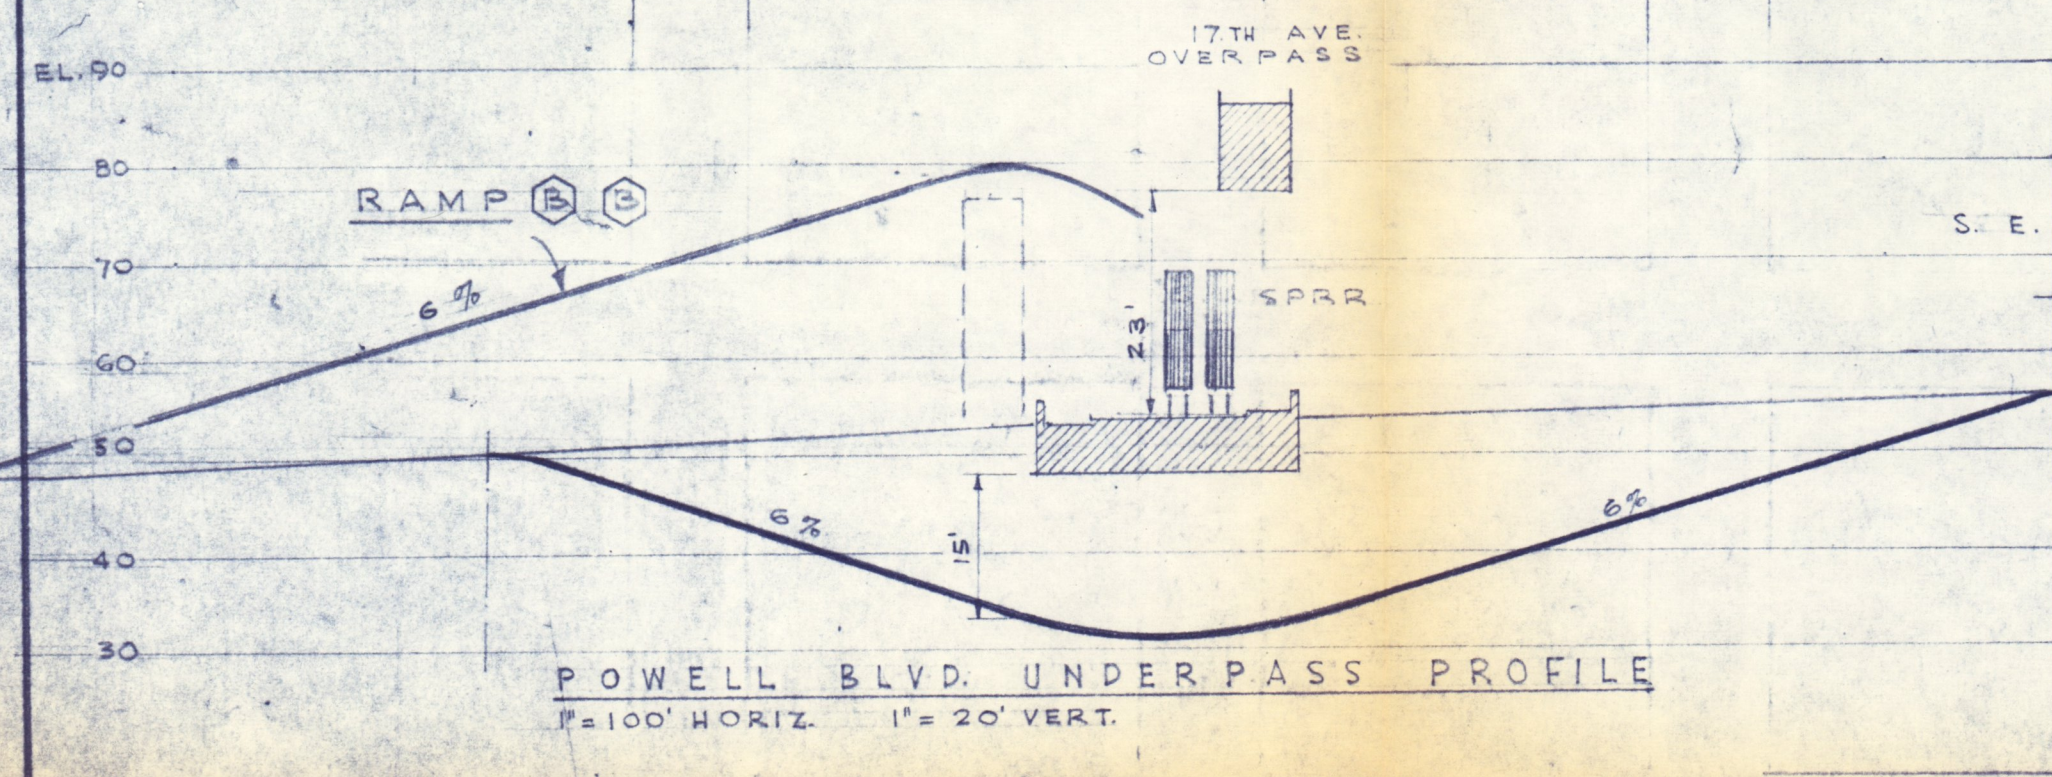 17.TH AVE.
OVERPASS
EL. 90
80
RAMP B B
S. E.
70
6 %
SPRR
23'
60
50
6 %
6%
15'
40
30
POWELL BLVD. UNDERPASS PROFILE
1"=100' HORIZ. 1"= 20' VERT.